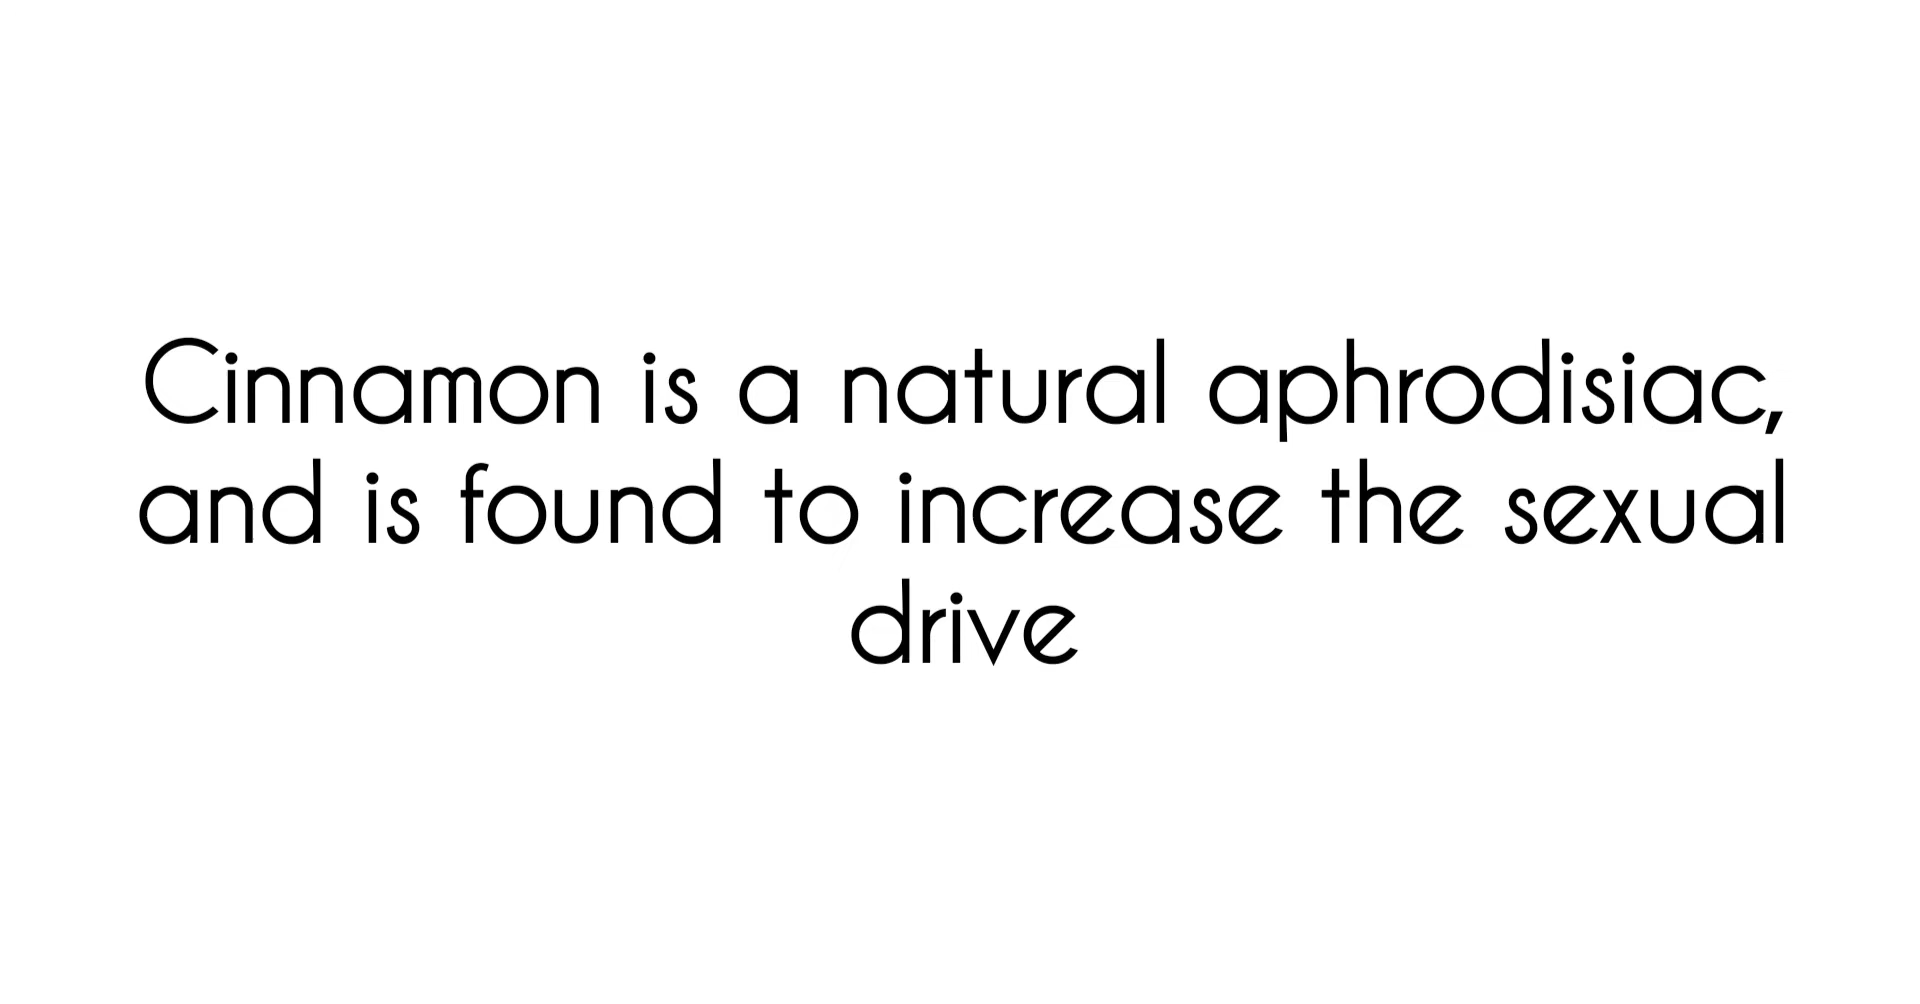 Cinnamon is a natural aphrodisiac,
and is found to increase the sexual
drive